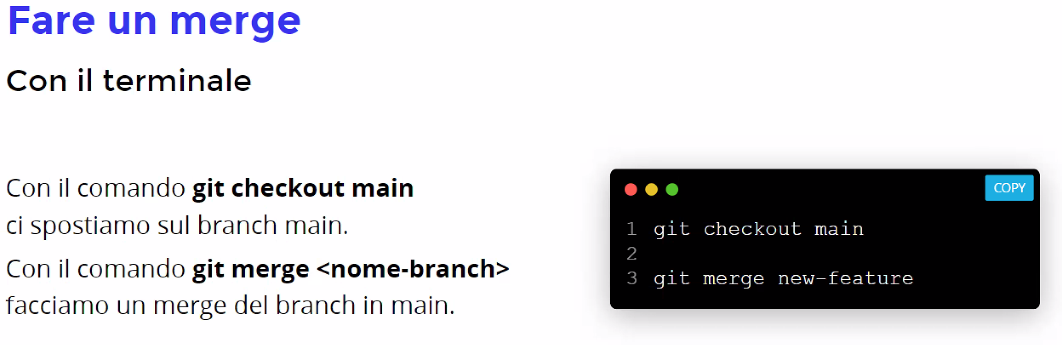 Fare un merge
Con il terminale
Con il comando git checkout main
ci spostiamo sul branch main.
Con il comando git merge <nome-branch>
facciamo un merge del branch in main.
COPY
1 git checkout main
2
3 git merge new-feature